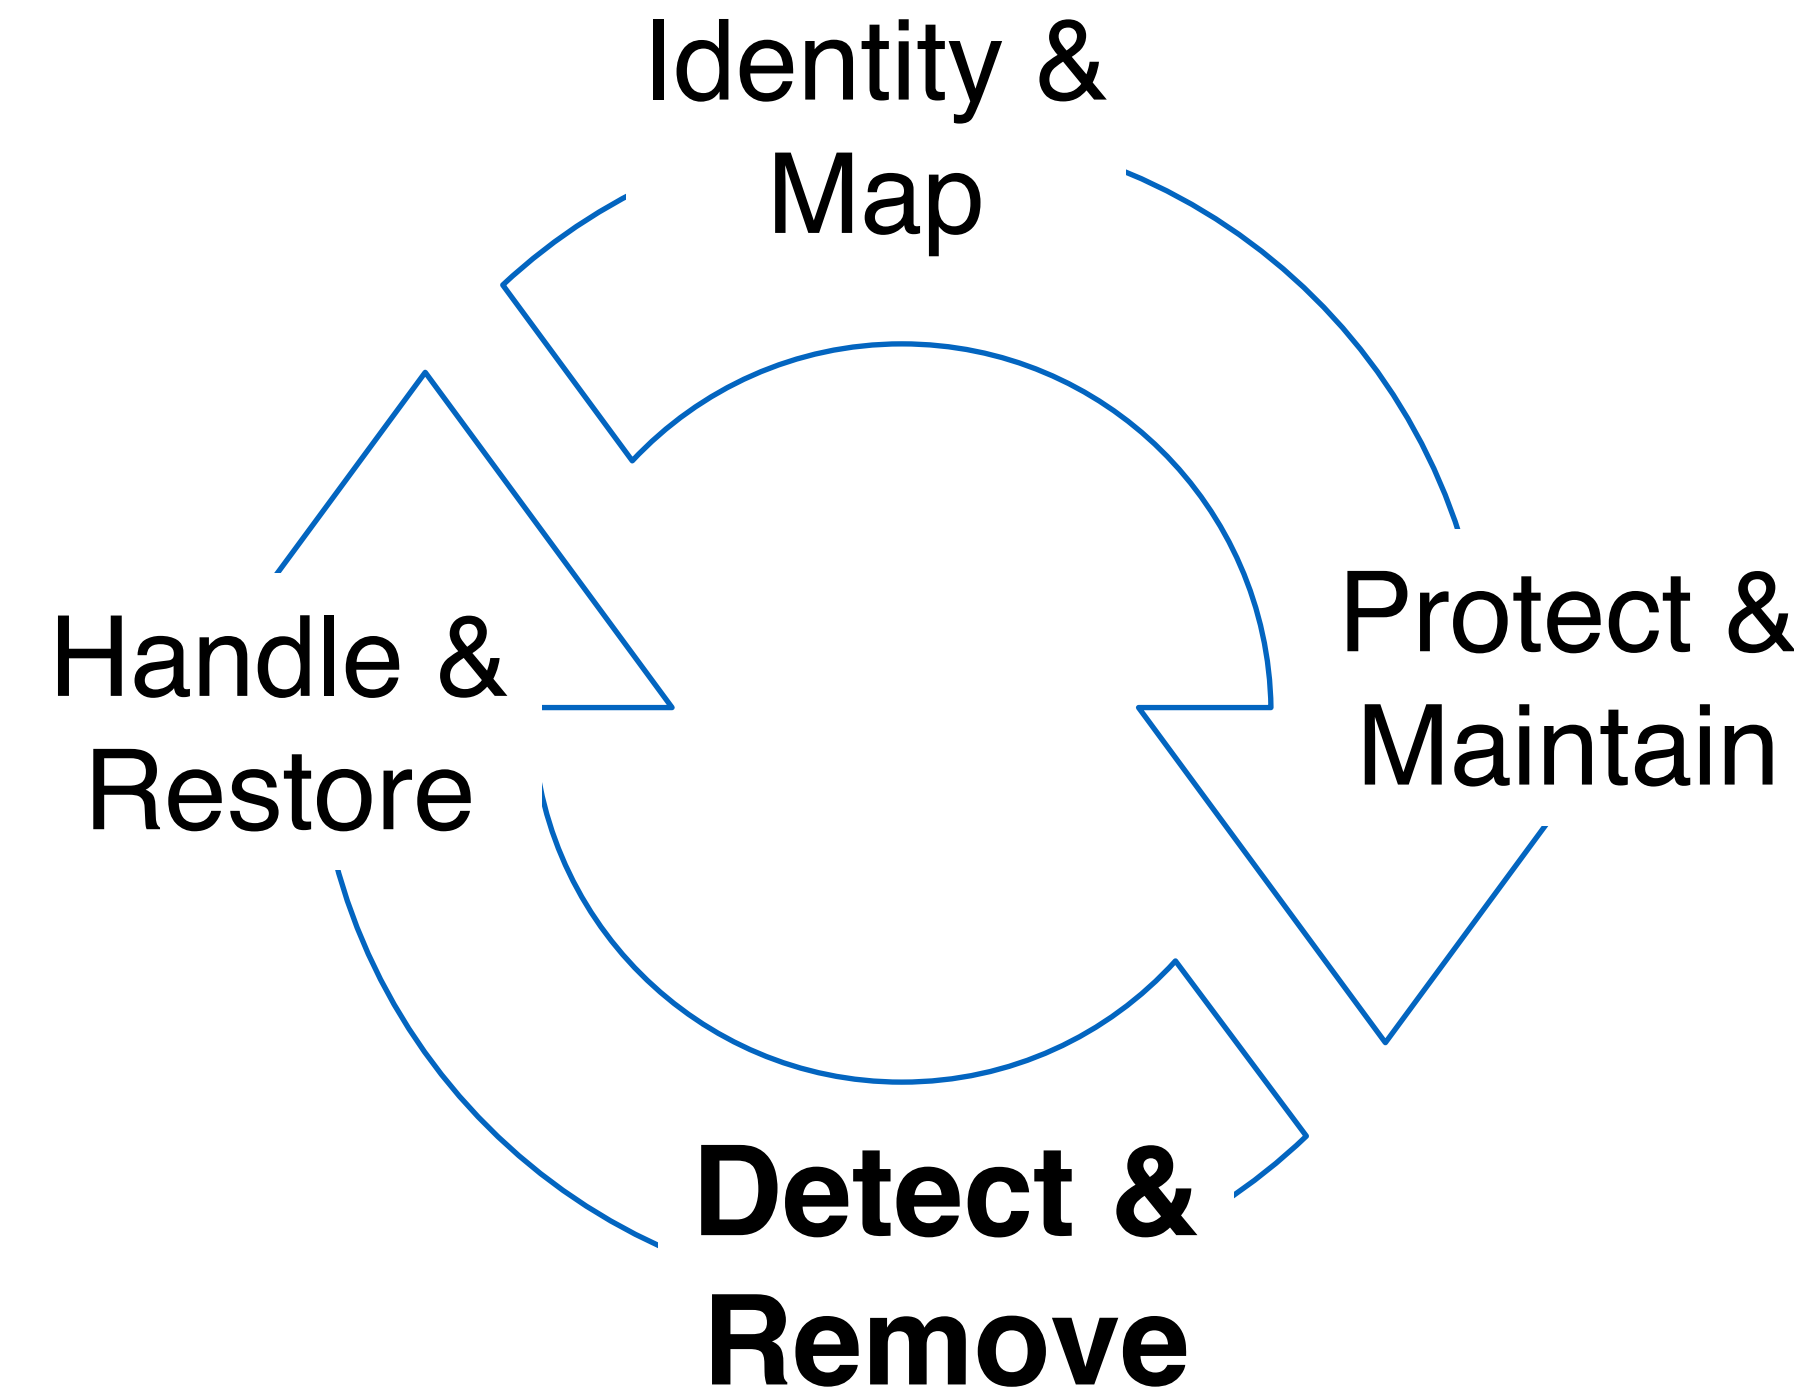 Identity &
Map
Protect &
Maintain
Handle &
Restore
Detect &
Remove